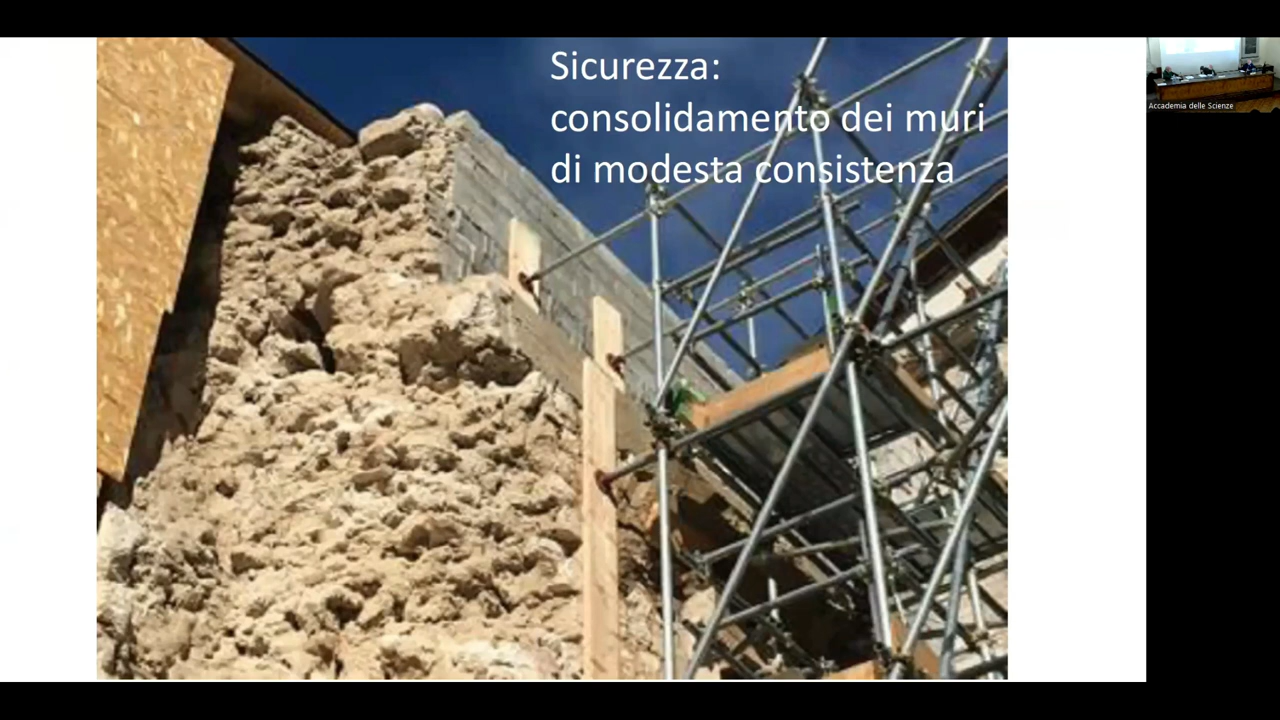 Sicurezza:
consolidamento dei muri
di modesta consistenza
Accademia delle Scienze